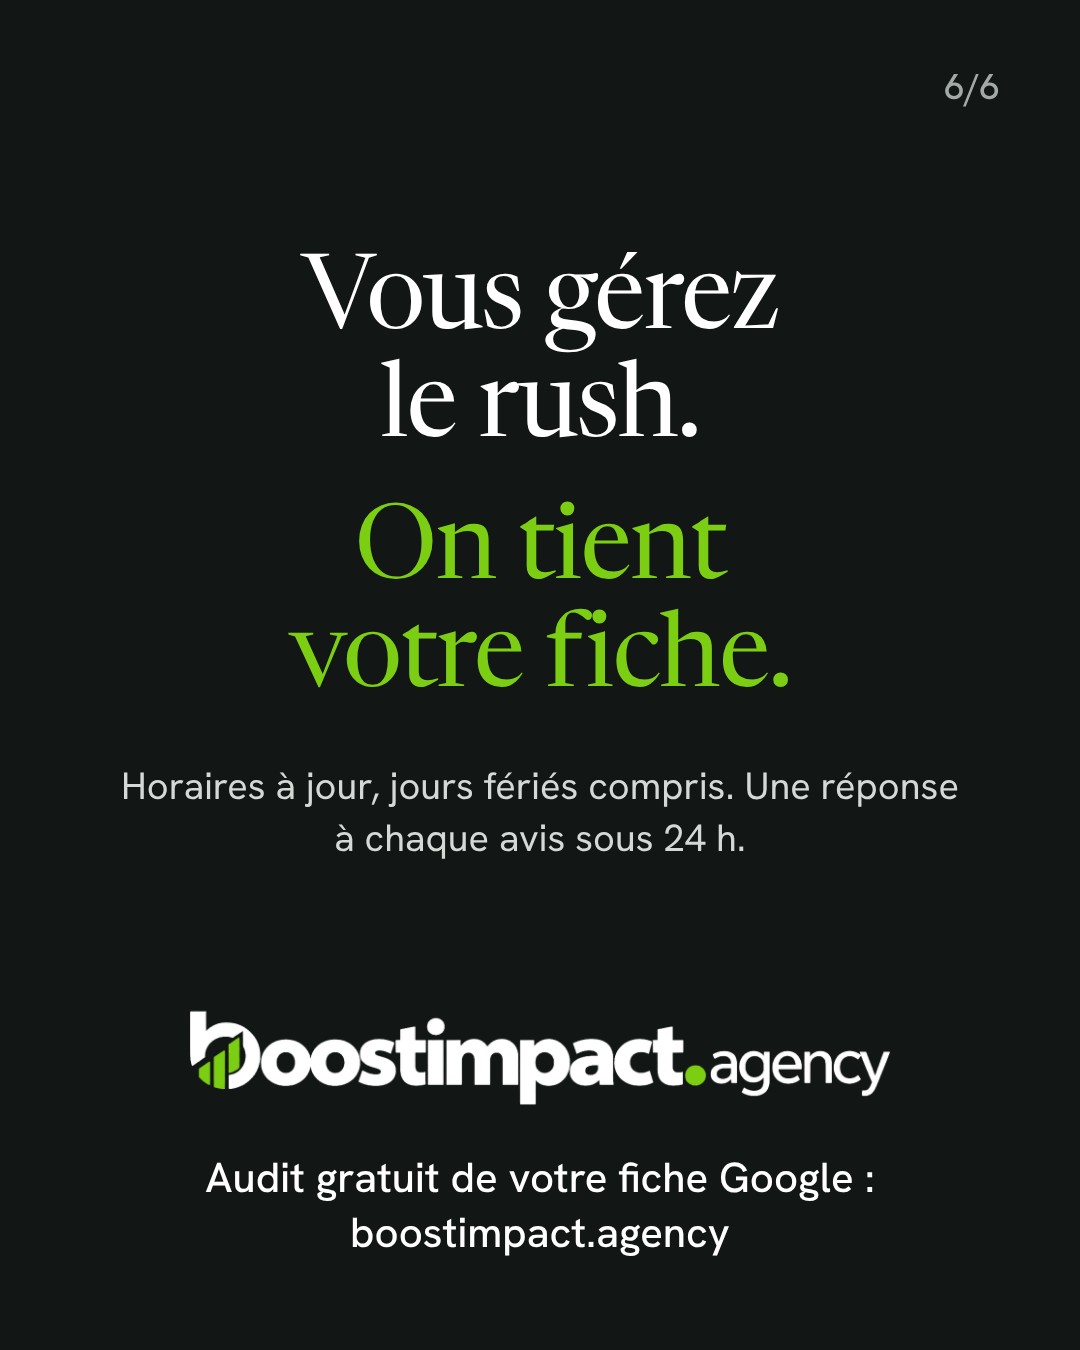 6/6
Vous gérez
le rush.
On tient
votre fiche.
Horaires à jour, jours fériés compris. Une réponse
à chaque avis sous 24 h.
boostimpact.agency
Audit gratuit de votre fiche Google :
boostimpact.agency